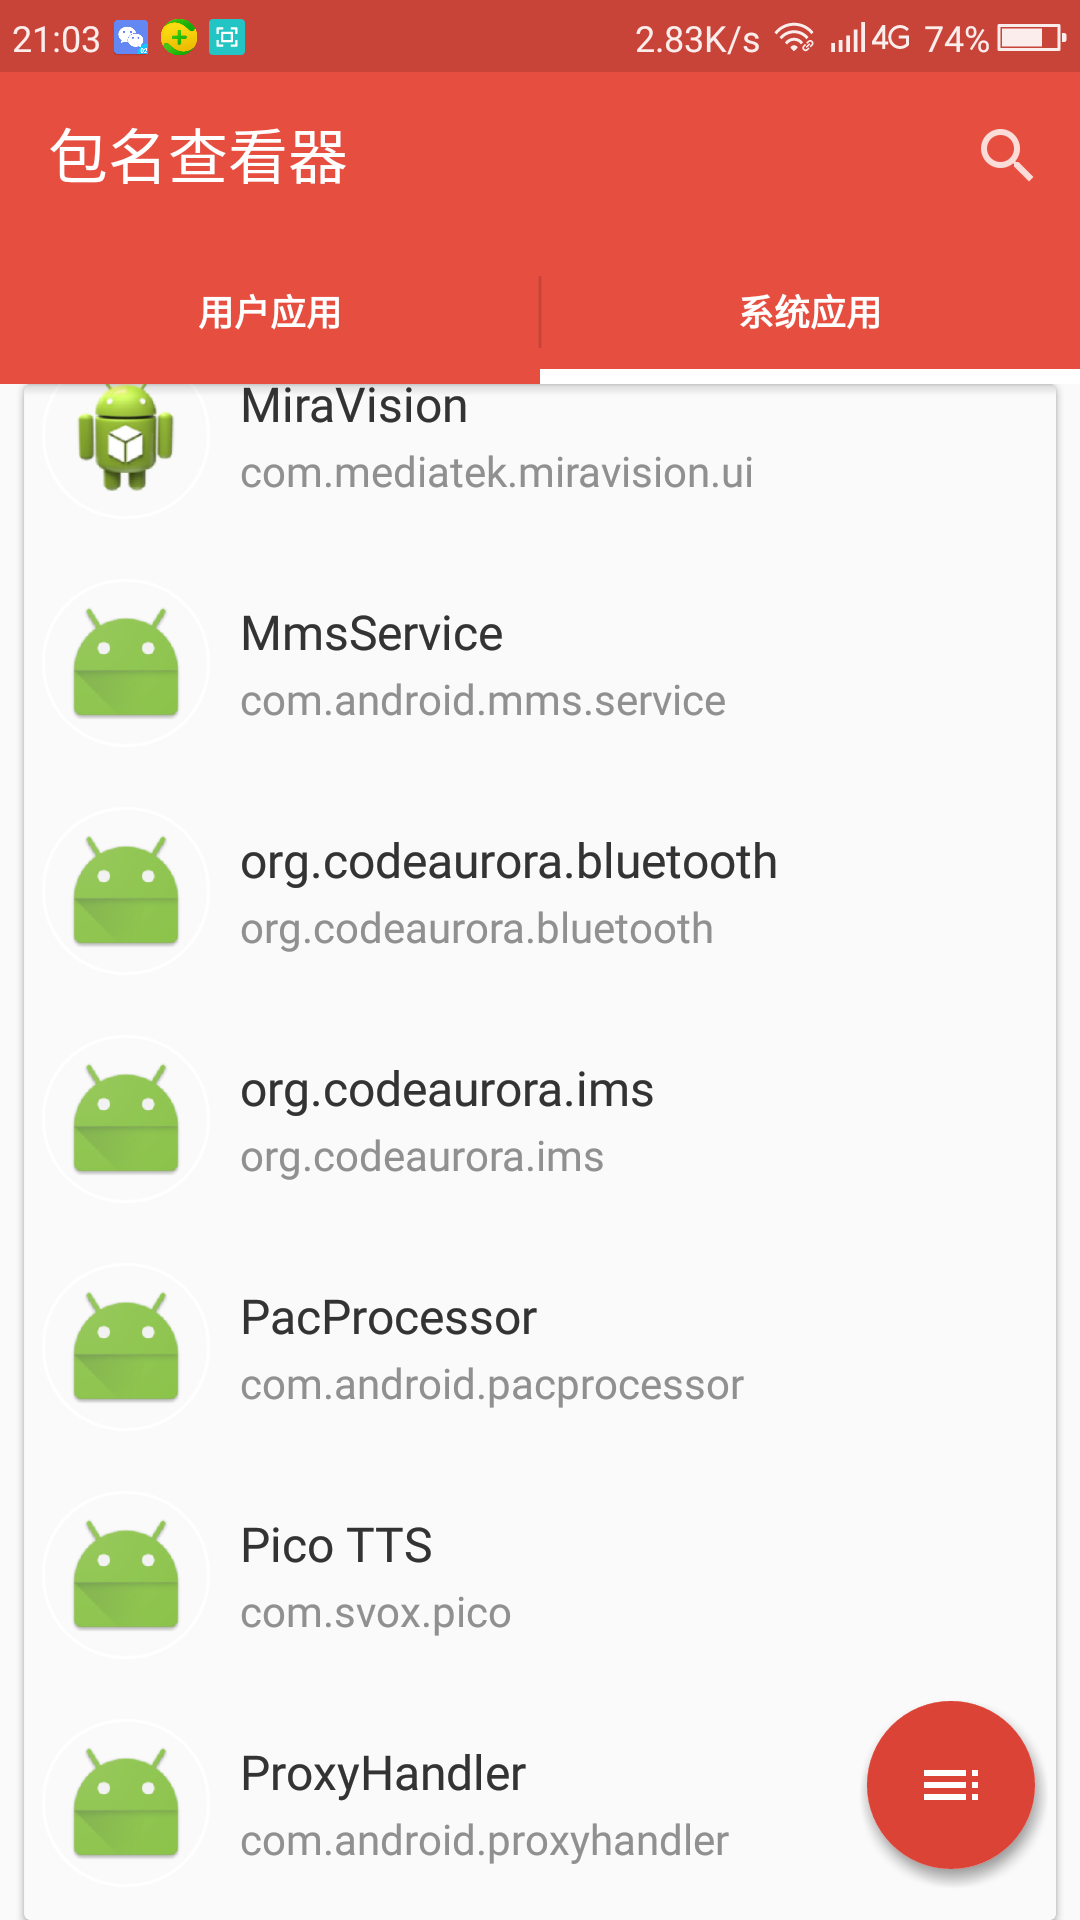 21:03 2.83K/s 4G 74%
包名查看器
用户应用 系统应用
MiraVision
com.mediatek.miravision.ui
MmsService
com.android.mms.service
org.codeaurora.bluetooth
org.codeaurora.bluetooth
org.codeaurora.ims
org.codeaurora.ims
PacProcessor
com.android.pacprocessor
Pico TTS
com.svox.pico
ProxyHandler
com.android.proxyhandler